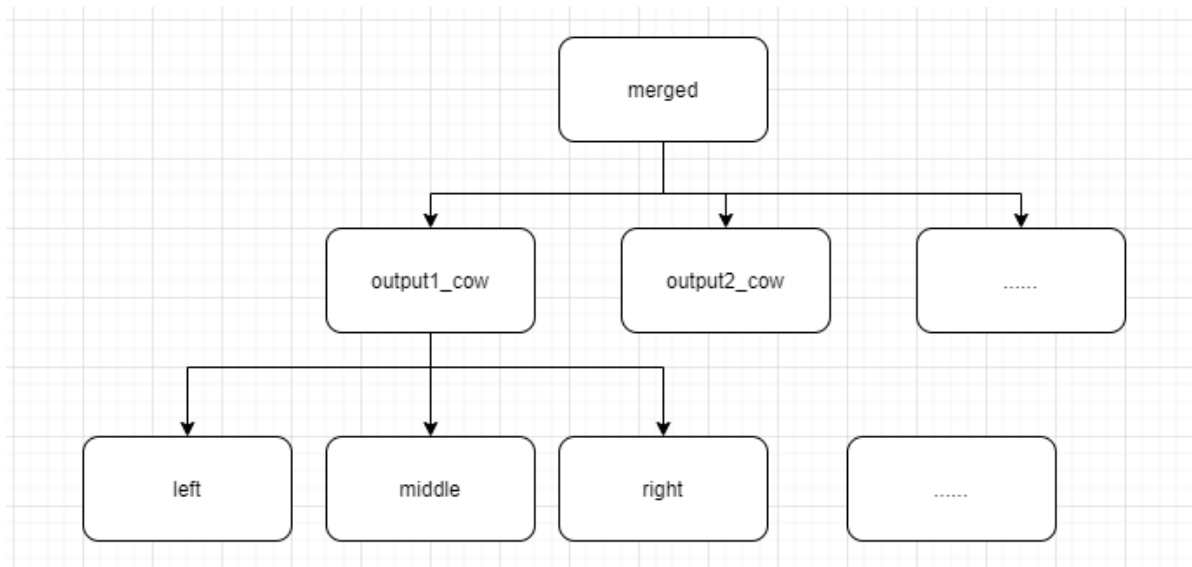 merged
output1_cow
output2_cow
......
left
middle
right
......